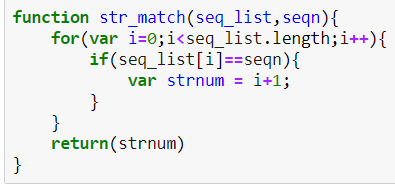 function str_match(seq_list,seqn){
    for(var i=0;i<seq_list.length;i++){
        if(seq_list[i]==seqn){
            var strnum = i+1;
        }
    }
    return(strnum)
}